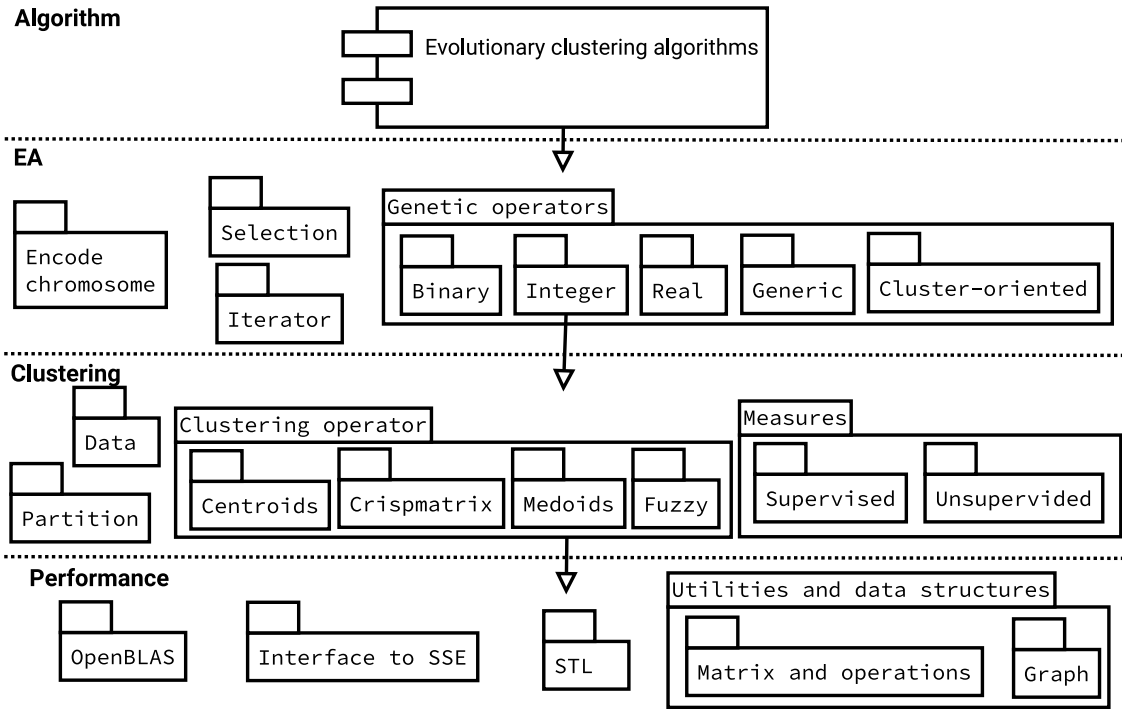 Algorithm
Evolutionary clustering algorithms
EA
Encode
chromosome
Selection
Iterator
Genetic operators
Binary
Integer
Real
Generic
Cluster-oriented
Clustering
Data
Partition
Clustering operator
Centroids
Crispmatrix
Medoids
Fuzzy
Measures
Supervised
Unsupervided
Performance
OpenBLAS
Interface to SSE
STL
Utilities and data structures
Matrix and operations
Graph